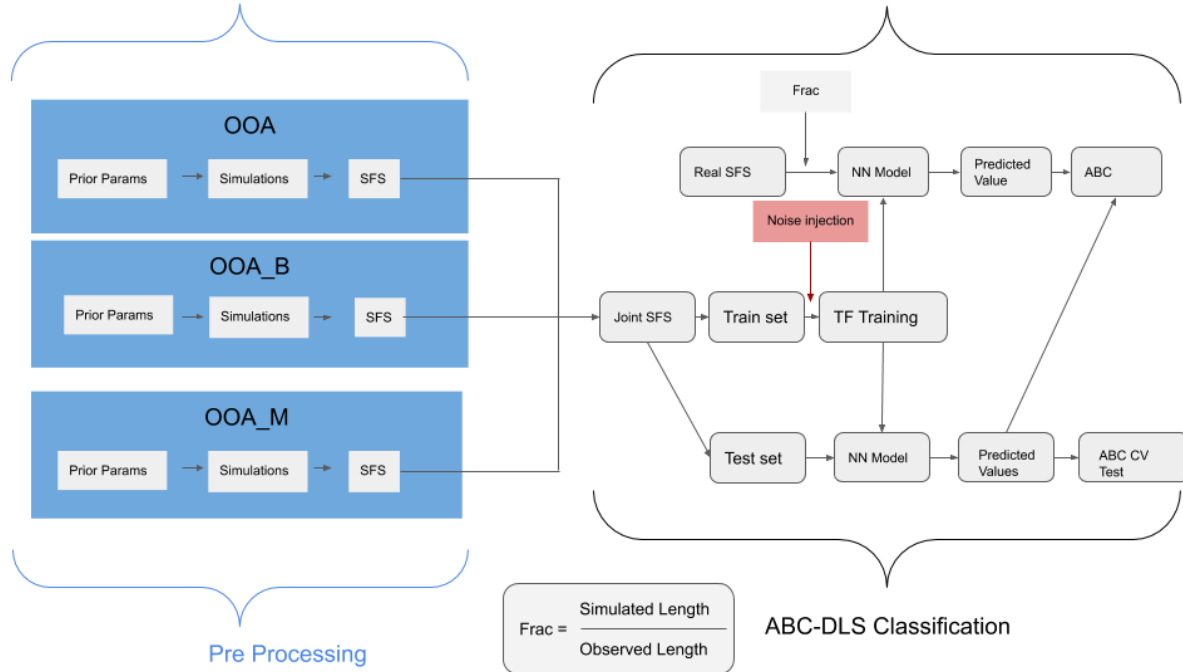 OOA
Prior Params
Simulations
SFS
OOA_B
Prior Params
Simulations
SFS
OOA_M
Prior Params
Simulations
SFS
Pre Processing
Frac
Real SFS
NN Model
Predicted
Value
ABC
Noise injection
Joint SFS
Train set
TF Training
Test set
NN Model
Predicted
Values
ABC CV
Test
Frac =
Simulated Length
Observed Length
ABC-DLS Classification